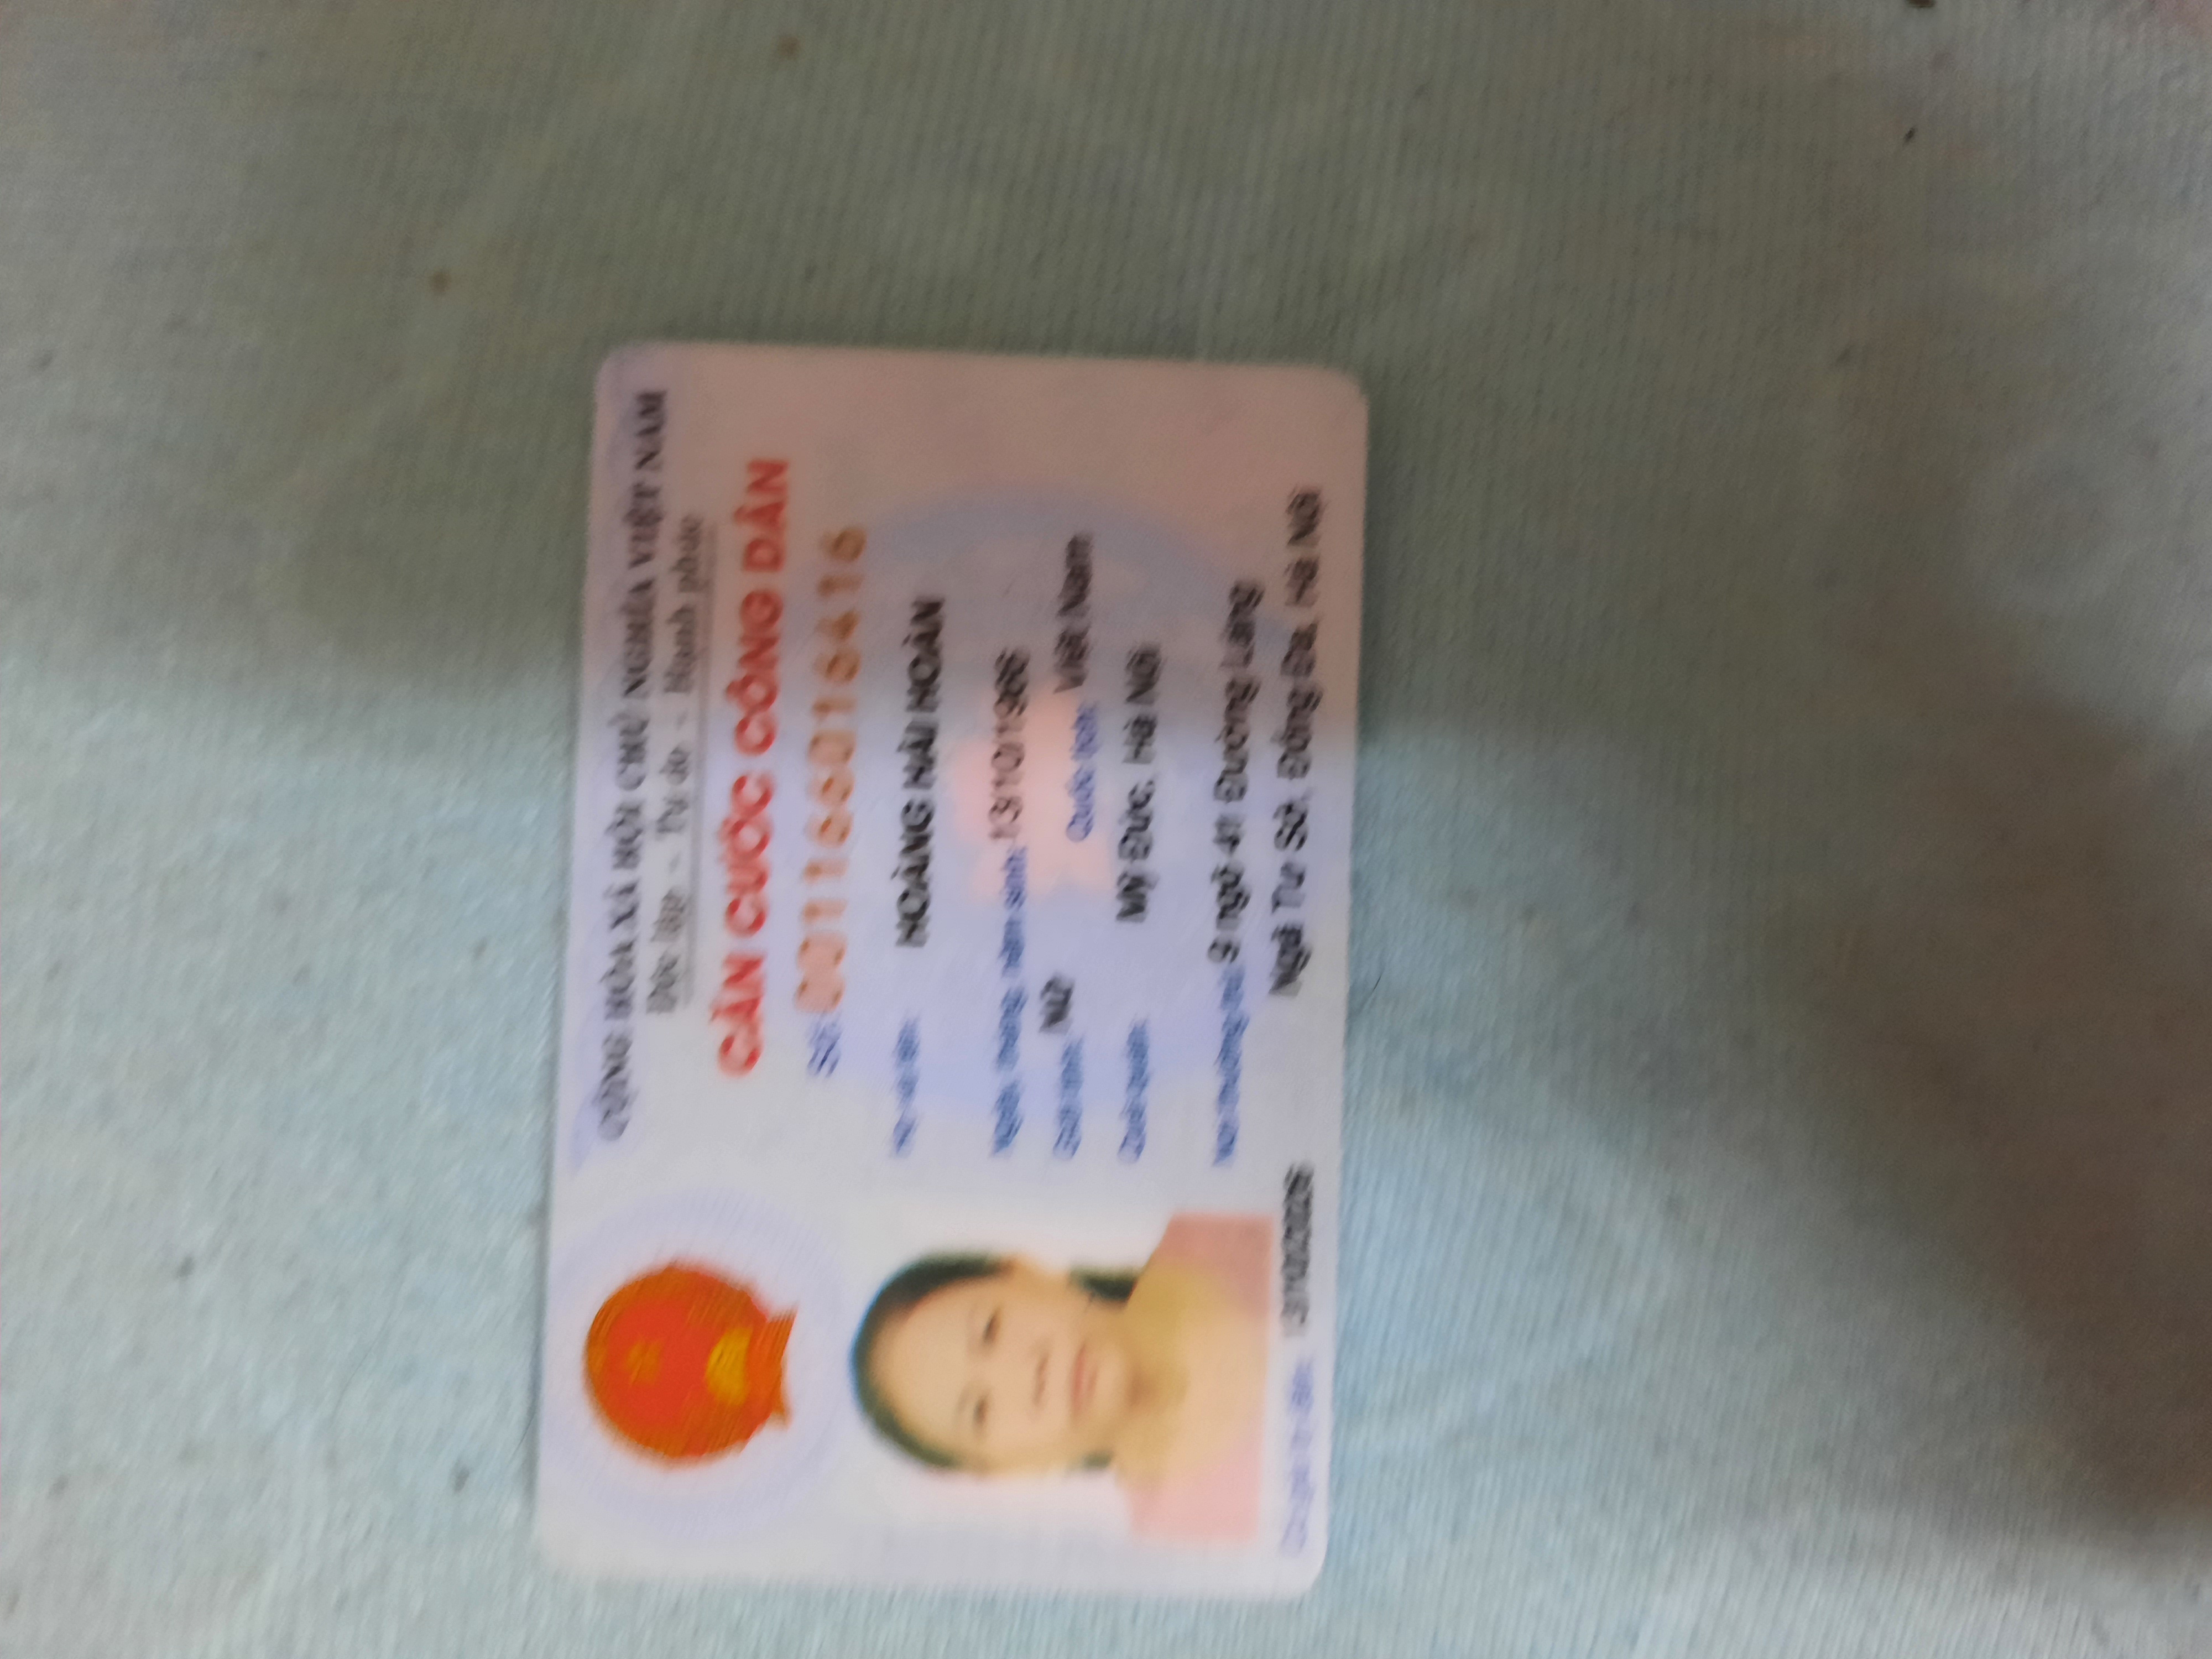 CỘNG HÒA XÃ HỘI CHỦ NGHĨA VIỆT NAM
Độc lập - Tự do - Hạnh phúc
CĂN CƯỚC CÔNG DÂN
Số: 001166016416
Họ và tên: HOÀNG HẢI HOÀN
Ngày, tháng, năm sinh: 13/10/1966
Giới tính: Nữ Quốc tịch: Việt Nam
Quê quán: Mỹ Đức, Hà Nội
Nơi thường trú: 9 ngõ 41 Đường Láng
Ngã Tư Sở, Đống Đa, Hà Nội
Có giá trị đến: 13/10/2026